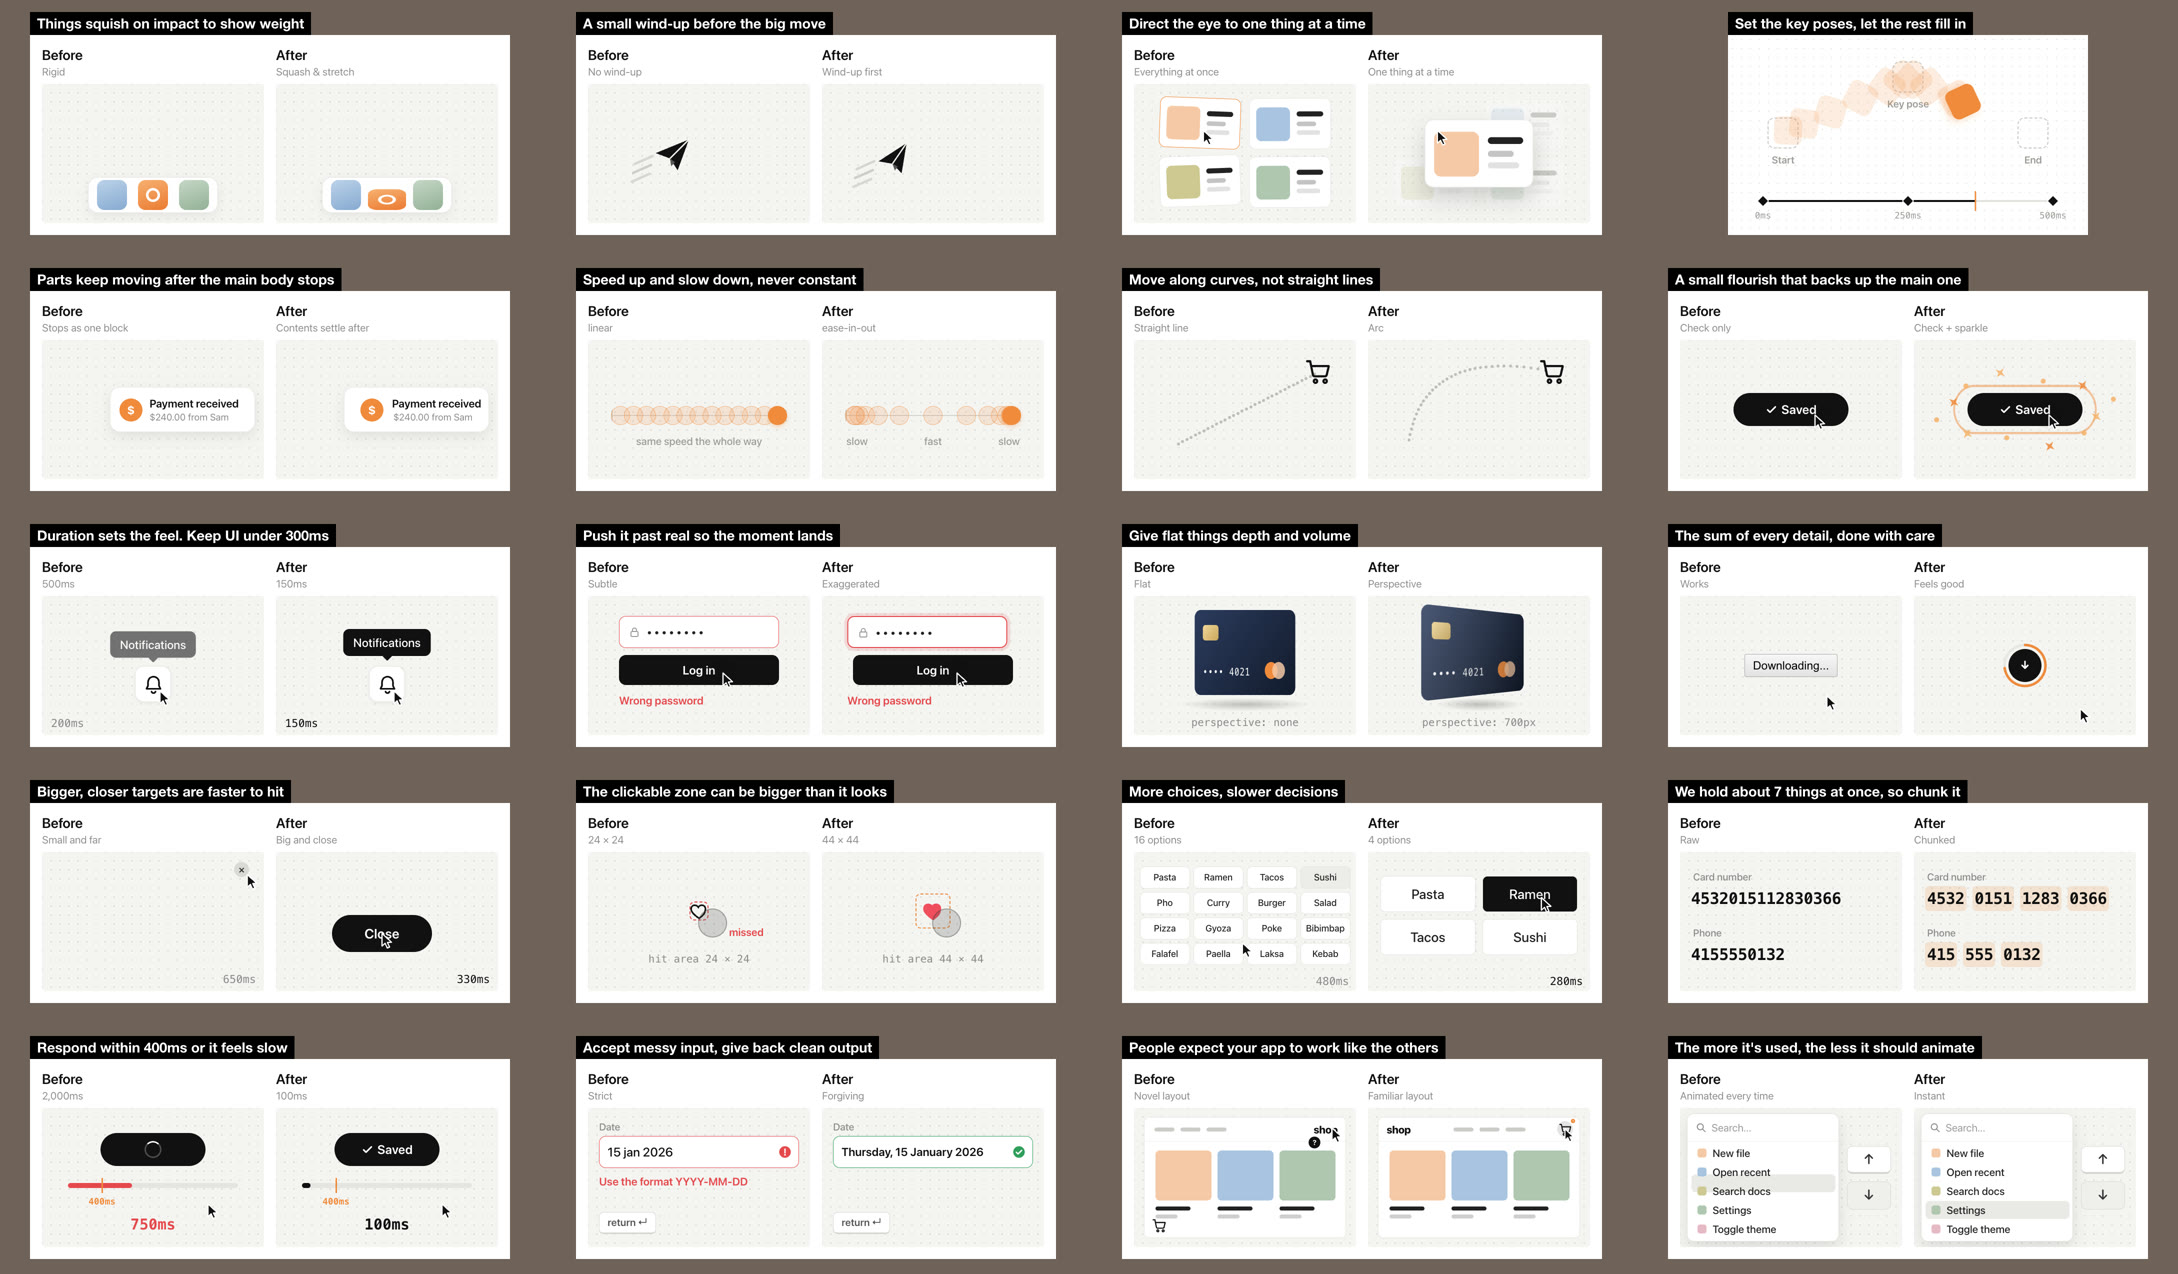 Things squish on impact to show weight
Before
Rigid
After
Squash & stretch
A small wind-up before the big move
Before
No wind-up
After
Wind-up first
Direct the eye to one thing at a time
Before
Everything at once
After
One thing at a time
Set the key poses, let the rest fill in
Key pose
Start
End
0ms
250ms
500ms
Parts keep moving after the main body stops
Before
Stops as one block
$
Payment received
$240.00 from Sam
After
Contents settle after
$
Payment received
$240.00 from Sam
Speed up and slow down, never constant
Before
linear
same speed the whole way
After
ease-in-out
slow
fast
slow
Move along curves, not straight lines
Before
Straight line
After
Arc
A small flourish that backs up the main one
Before
Check only
Saved
After
Check + sparkle
Saved
Duration sets the feel. Keep UI under 300ms
Before
500ms
Notifications
200ms
After
150ms
Notifications
150ms
Push it past real so the moment lands
Before
Subtle
Log in
Wrong password
After
Exaggerated
Log in
Wrong password
Give flat things depth and volume
Before
Flat
•••• 4021
perspective: none
After
Perspective
•••• 4021
perspective: 700px
The sum of every detail, done with care
Before
Works
Downloading...
After
Feels good
Bigger, closer targets are faster to hit
Before
Small and far
650ms
After
Big and close
Close
330ms
The clickable zone can be bigger than it looks
Before
24 × 24
missed
hit area 24 × 24
After
44 × 44
hit area 44 × 44
More choices, slower decisions
Before
16 options
Pasta Ramen Tacos Sushi
Pho Curry Burger Salad
Pizza Gyoza Poke Bibimbap
Falafel Paella Laksa Kebab
480ms
After
4 options
Pasta Ramen
Tacos Sushi
280ms
We hold about 7 things at once, so chunk it
Before
Raw
Card number
4532015112830366
Phone
4155550132
After
Chunked
Card number
4532 0151 1283 0366
Phone
415 555 0132
Respond within 400ms or it feels slow
Before
2,000ms
400ms
750ms
After
100ms
Saved
400ms
100ms
Accept messy input, give back clean output
Before
Strict
Date
15 jan 2026
Use the format YYYY-MM-DD
return ↵
After
Forgiving
Date
Thursday, 15 January 2026
return ↵
People expect your app to work like the others
Before
Novel layout
shop
?
After
Familiar layout
shop
The more it's used, the less it should animate
Before
Animated every time
Search...
New file
Open recent
Search docs
Settings
Toggle theme
After
Instant
Search...
New file
Open recent
Search docs
Settings
Toggle theme